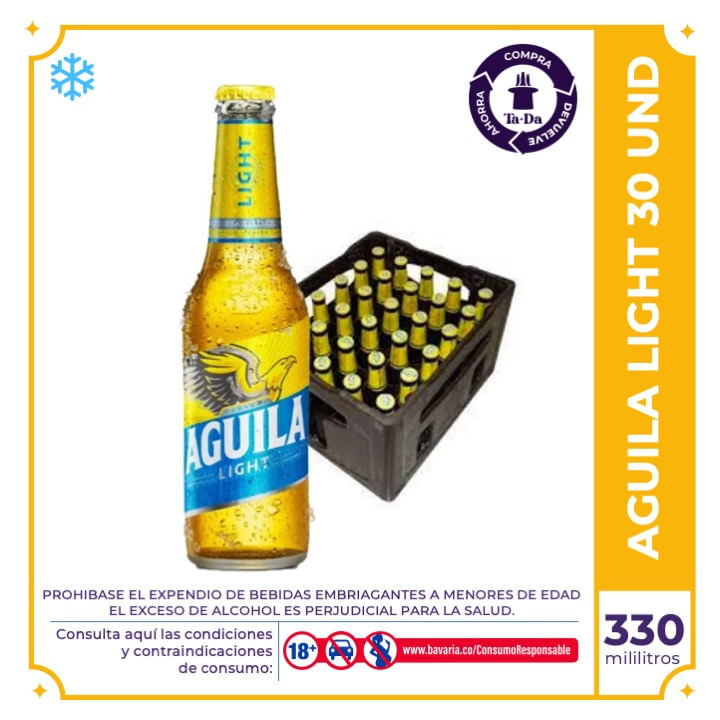 COMPRA
DEVUELVE
AHORRA
Ta-Da
LIGHT
AGUILA
LIGHT
AGUILA LIGHT 30 UND
330
mililitros
PROHIBASE EL EXPENDIO DE BEBIDAS EMBRIAGANTES A MENORES DE EDAD
EL EXCESO DE ALCOHOL ES PERJUDICIAL PARA LA SALUD.
Consulta aquí las condiciones
y contraindicaciones
de consumo:
18+
www.bavaria.co/ConsumoResponsable